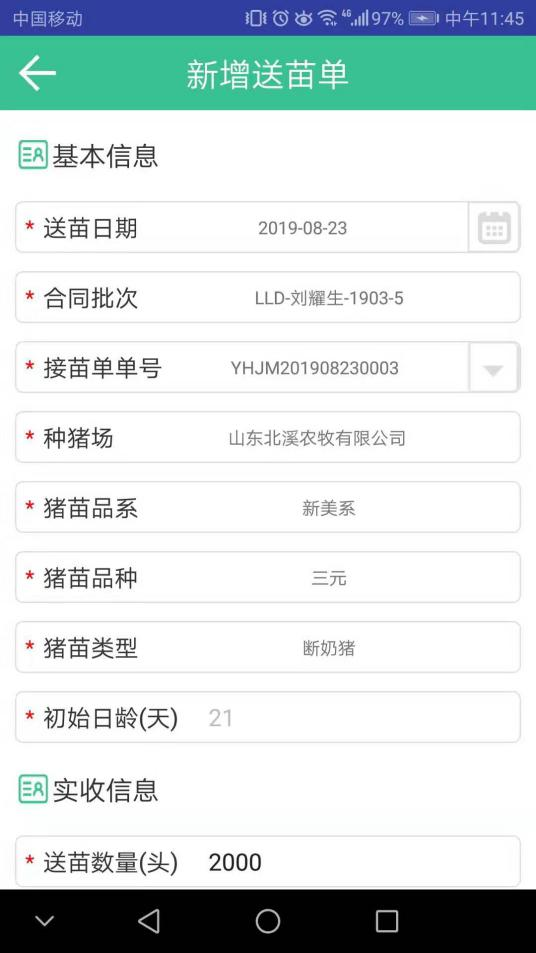 中国移动 4G 97% 中午11:45
新增送苗单
基本信息
* 送苗日期 2019-08-23
* 合同批次 LLD-刘耀生-1903-5
* 接苗单单号 YHJM201908230003
* 种猪场 山东北溪农牧有限公司
* 猪苗品系 新美系
* 猪苗品种 三元
* 猪苗类型 断奶猪
* 初始日龄(天) 21
实收信息
* 送苗数量(头) 2000